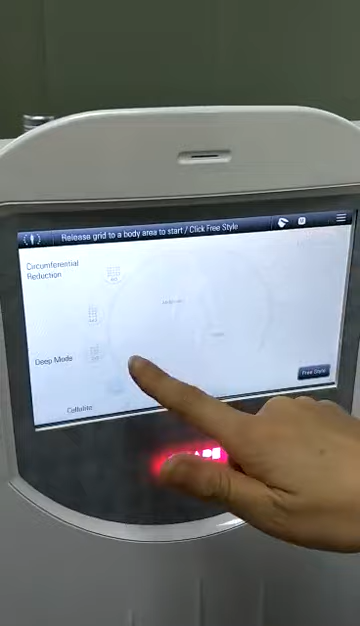 Release grid to a body area to start / Click Free Style
Circumferential
Reduction
Deep Mode
Free Style
Cellulite